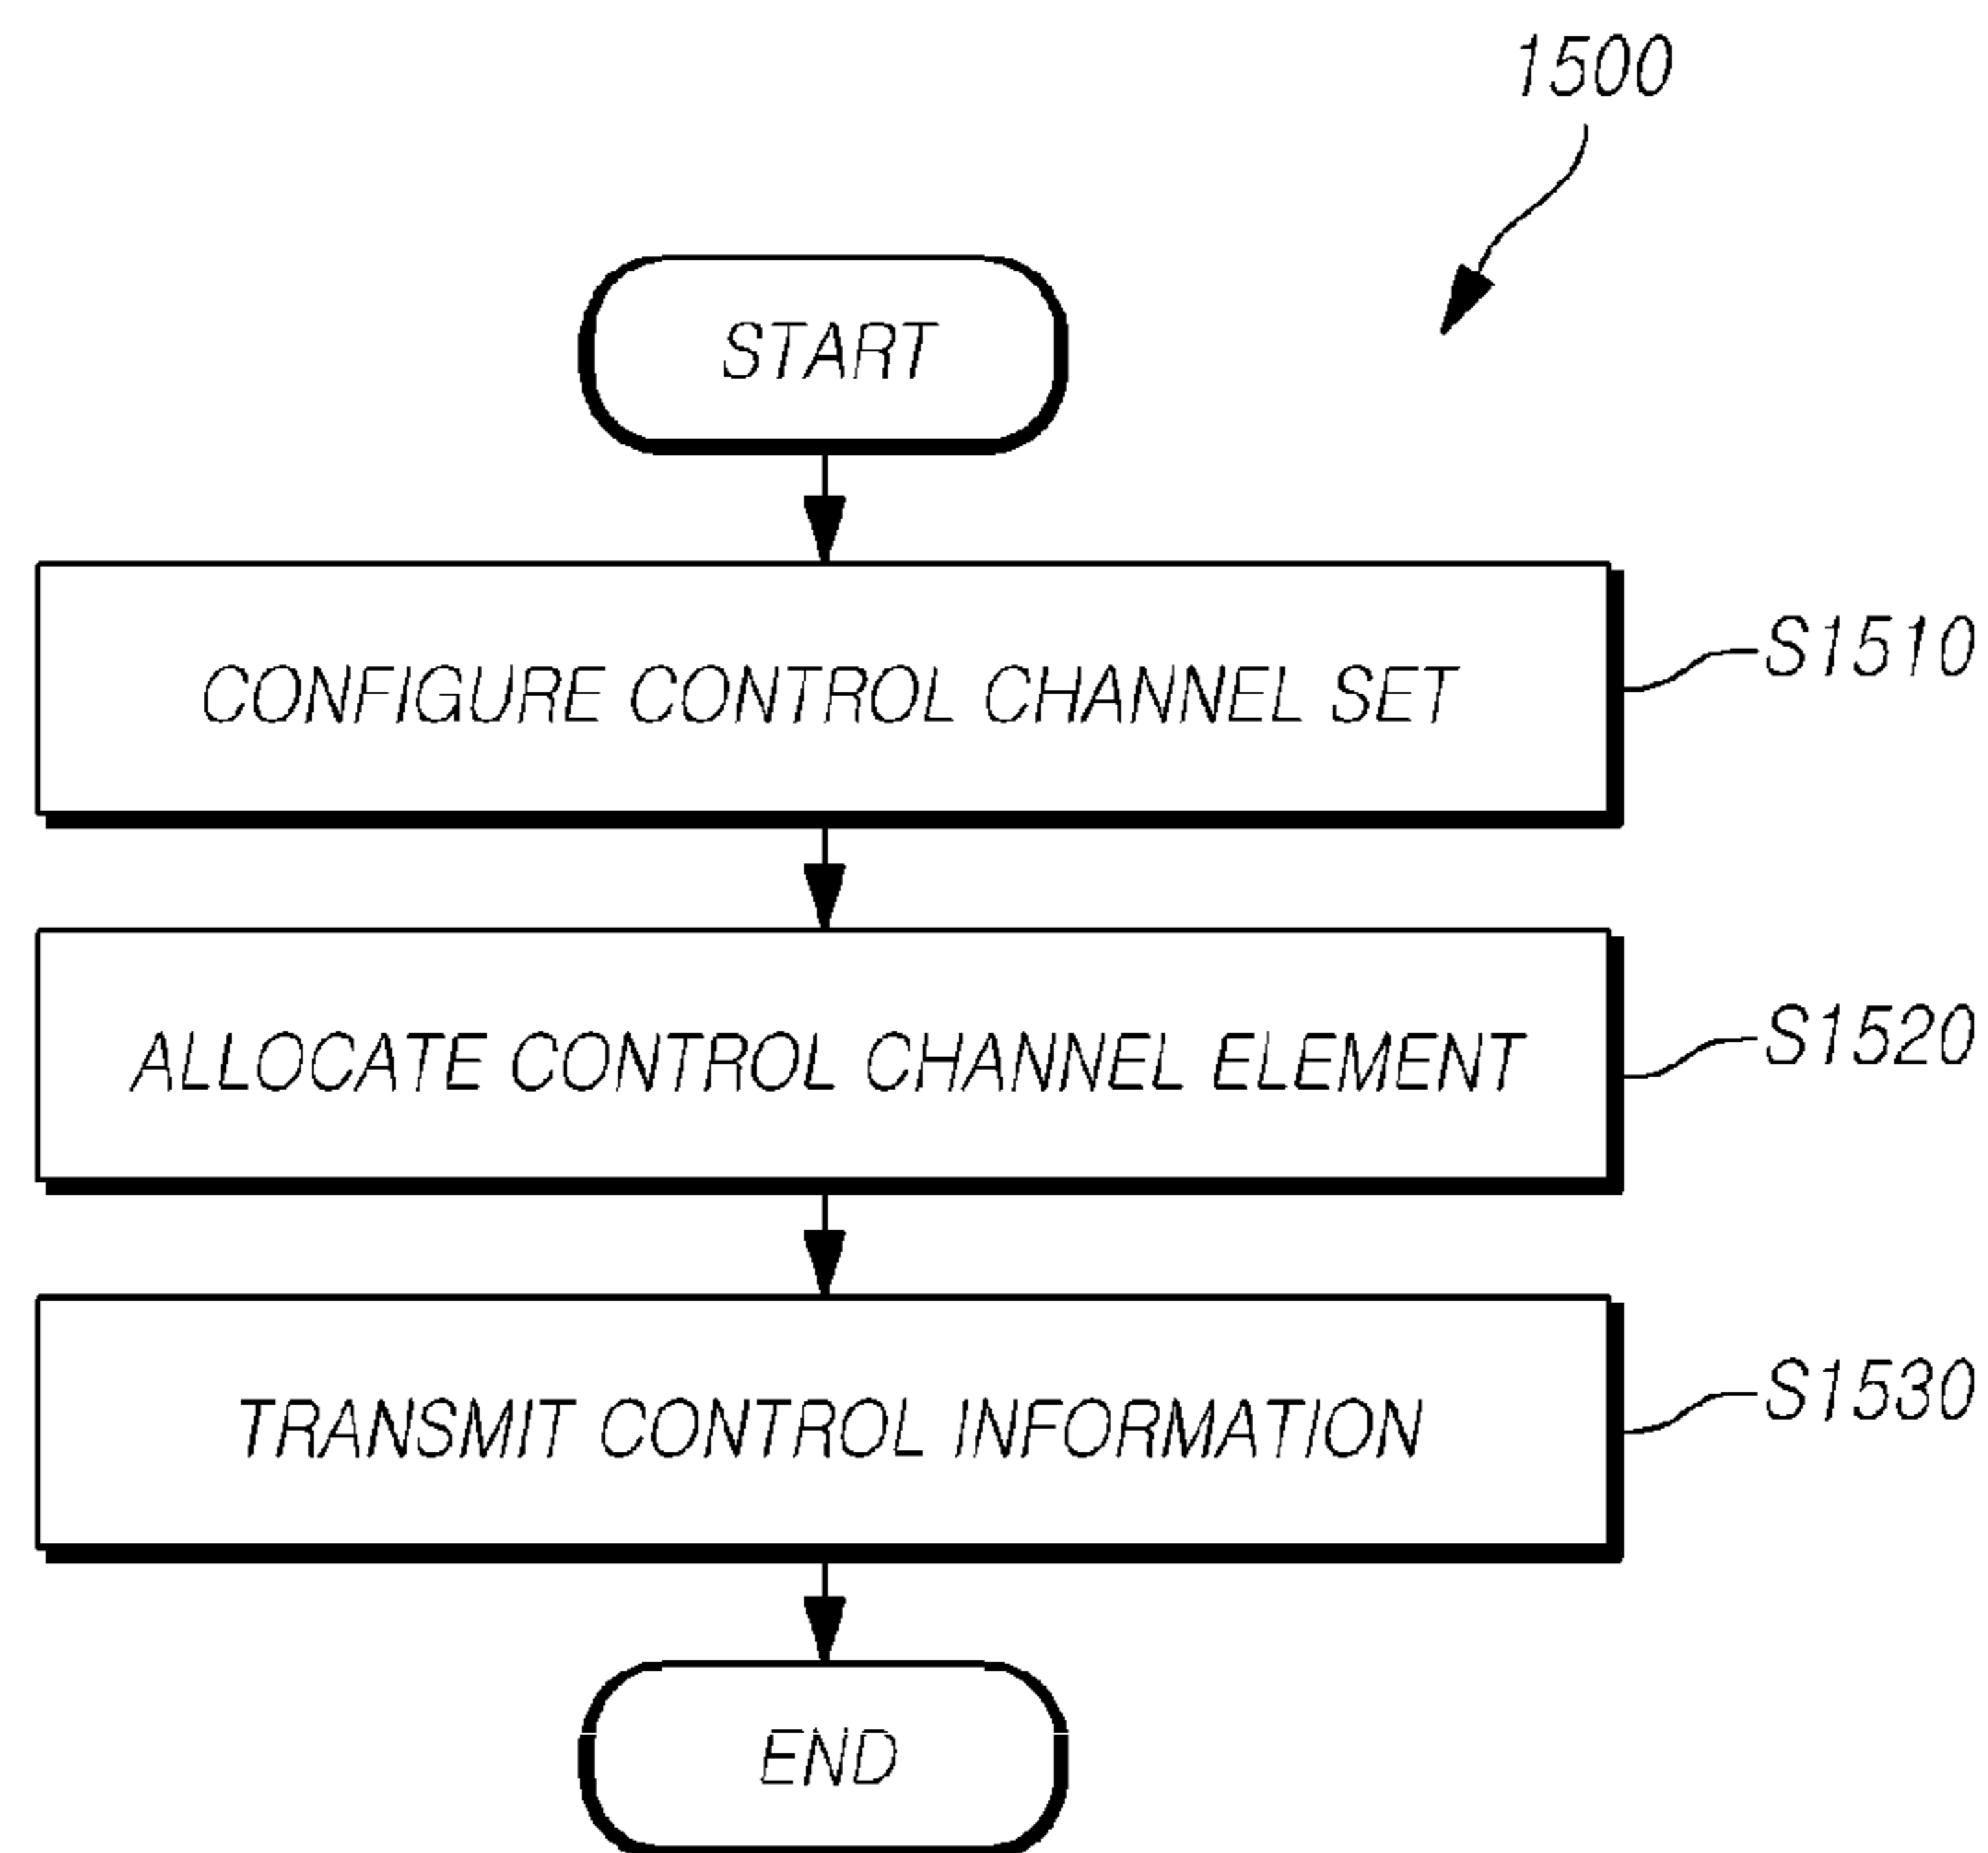 1500
START
CONFIGURE CONTROL CHANNEL SET
S1510
ALLOCATE CONTROL CHANNEL ELEMENT
S1520
TRANSMIT CONTROL INFORMATION
S1530
END